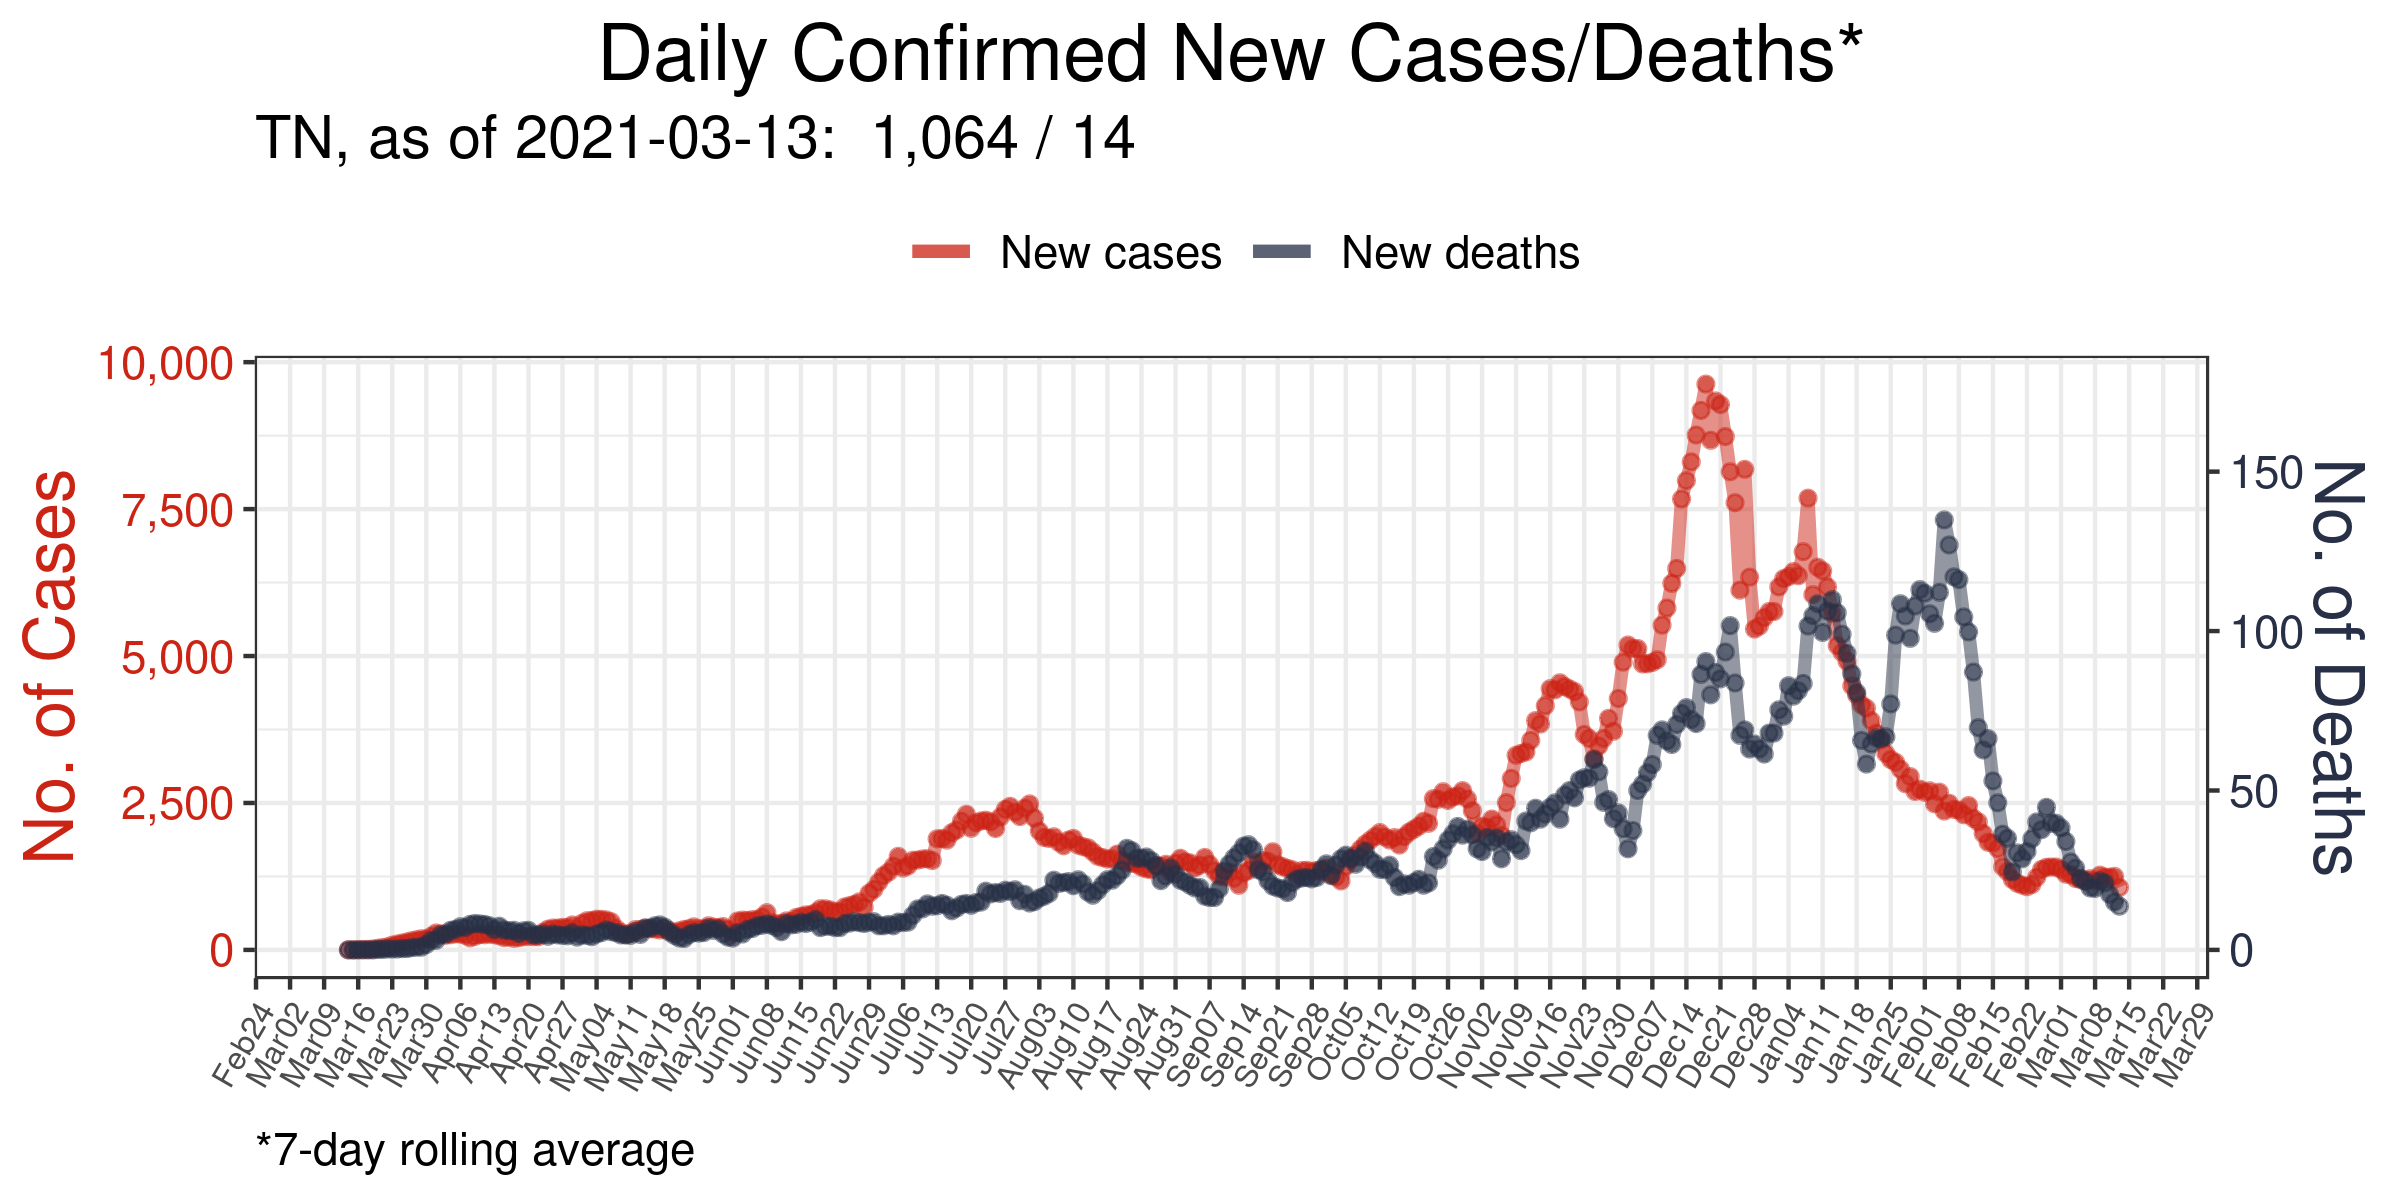 Daily Confirmed New Cases/Deaths*
TN, as of 2021-03-13:  1,064 / 14
New cases
New deaths
No. of Cases
10,000
7,500
5,000
2,500
0
150
100
50
0
No. of Deaths
Feb24
Mar02
Mar09
Mar16
Mar23
Mar30
Apr06
Apr13
Apr20
Apr27
May04
May11
May18
May25
Jun01
Jun08
Jun15
Jun22
Jun29
Jul06
Jul13
Jul20
Jul27
Aug03
Aug10
Aug17
Aug24
Aug31
Sep07
Sep14
Sep21
Sep28
Oct05
Oct12
Oct19
Oct26
Nov02
Nov09
Nov16
Nov23
Nov30
Dec07
Dec14
Dec21
Dec28
Jan04
Jan11
Jan18
Jan25
Feb01
Feb08
Feb15
Feb22
Mar01
Mar08
Mar15
Mar22
Mar29
*7-day rolling average